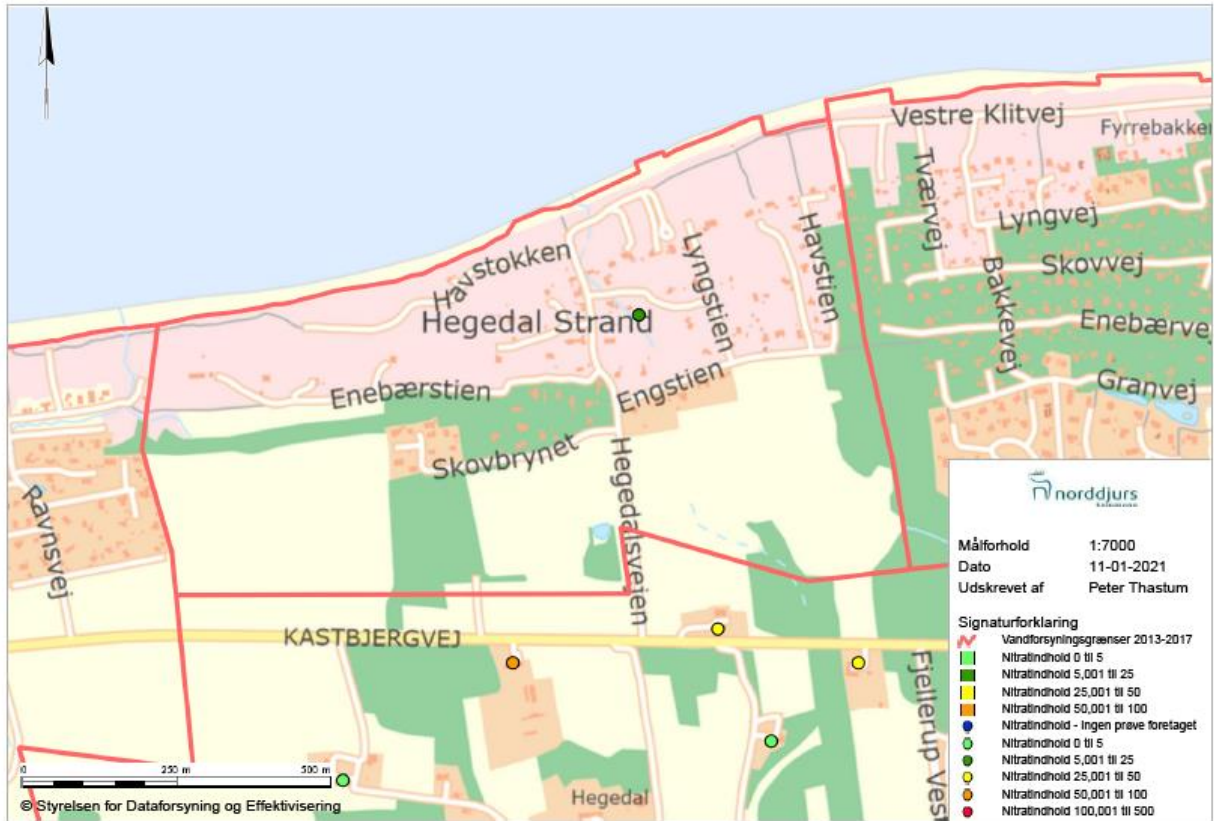 Vestre Klitvej
Fyrrebakker
Tværvej
Lyngvej
Havstien
Lyngstien
Havstokken
Skovvej
Bakkevej
Hegedal Strand
Enebærve
Enebærstien
Engstien
Granvej
Skovbrynet
Hegedalsvejen
Ravnsvej
KASTBJERGVEJ
Fjellerup Vest
Hegedal
norddjurs
Målforhold 1:7000
Dato 11-01-2021
Udskrevet af Peter Thastum
Signaturforklaring
Vandforsyningsgrænser 2013-2017
Nitratindhold 0 til 5
Nitratindhold 5,001 til 25
Nitratindhold 25,001 til 50
Nitratindhold 50,001 til 100
Nitratindhold - Ingen prøve foretaget
Nitratindhold 0 til 5
Nitratindhold 5,001 til 25
Nitratindhold 25,001 til 50
Nitratindhold 50,001 til 100
Nitratindhold 100,001 til 500
0 250 m 500 m
© Styrelsen for Dataforsyning og Effektivisering